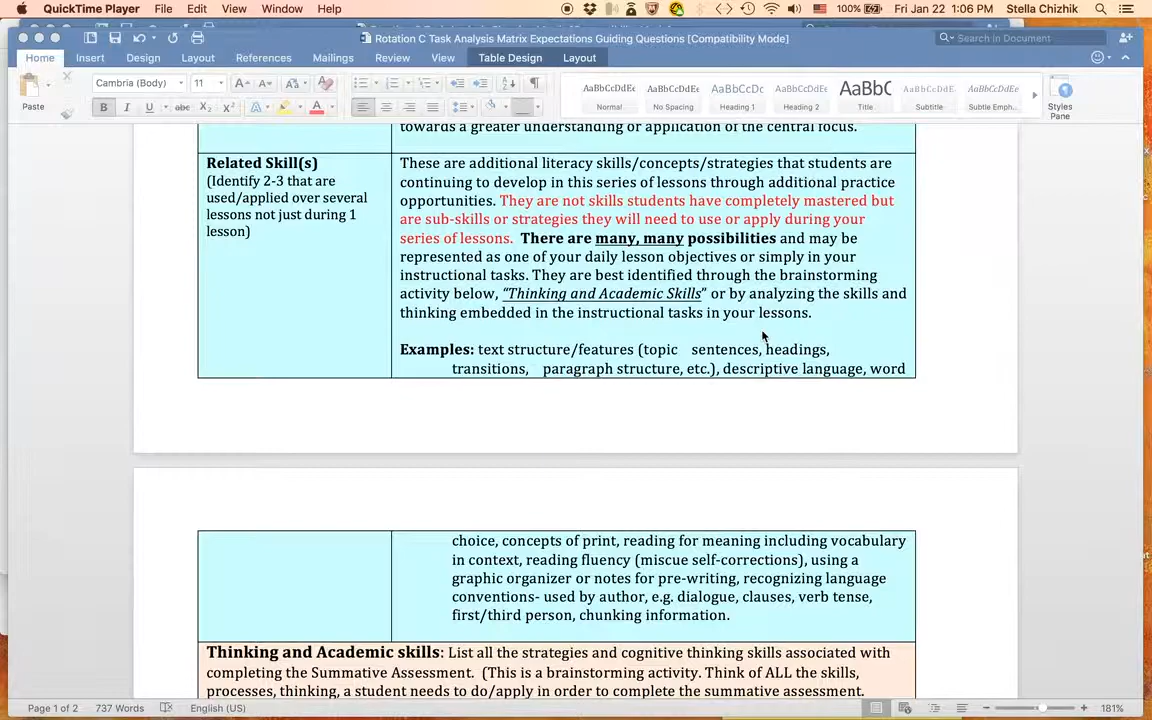 QuickTime Player File Edit View Window Help 100% Fri Jan 22 1:06 PM Stella Chizhik
Rotation C Task Analysis Matrix Expectations Guiding Questions [Compatibility Mode]
Search in Document
Home Insert Design Layout References Mailings Review View Table Design Layout
Cambria (Body) 11
Paste
AaBbCcDdEe AaBbCcDdEe AaBbCcDc AaBbCcDdEe AaBbC AaBbCcDdEe AaBbCcDdEe
Normal No Spacing Heading 1 Heading 2 Title Subtitle Subtle Emph...
Styles
Pane
towards a greater understanding or application of the central focus.
Related Skill(s)
(Identify 2-3 that are
used/applied over several
lessons not just during 1
lesson)
These are additional literacy skills/concepts/strategies that students are
continuing to develop in this series of lessons through additional practice
opportunities. They are not skills students have completely mastered but
are sub-skills or strategies they will need to use or apply during your
series of lessons. There are many, many possibilities and may be
represented as one of your daily lesson objectives or simply in your
instructional tasks. They are best identified through the brainstorming
activity below, “Thinking and Academic Skills” or by analyzing the skills and
thinking embedded in the instructional tasks in your lessons.
Examples: text structure/features (topic sentences, headings,
transitions, paragraph structure, etc.), descriptive language, word
choice, concepts of print, reading for meaning including vocabulary
in context, reading fluency (miscue self-corrections), using a
graphic organizer or notes for pre-writing, recognizing language
conventions- used by author, e.g. dialogue, clauses, verb tense,
first/third person, chunking information.
Thinking and Academic skills: List all the strategies and cognitive thinking skills associated with
completing the Summative Assessment. (This is a brainstorming activity. Think of ALL the skills,
processes, thinking, a student needs to do/apply in order to complete the summative assessment.
Page 1 of 2 737 Words English (US) 181%